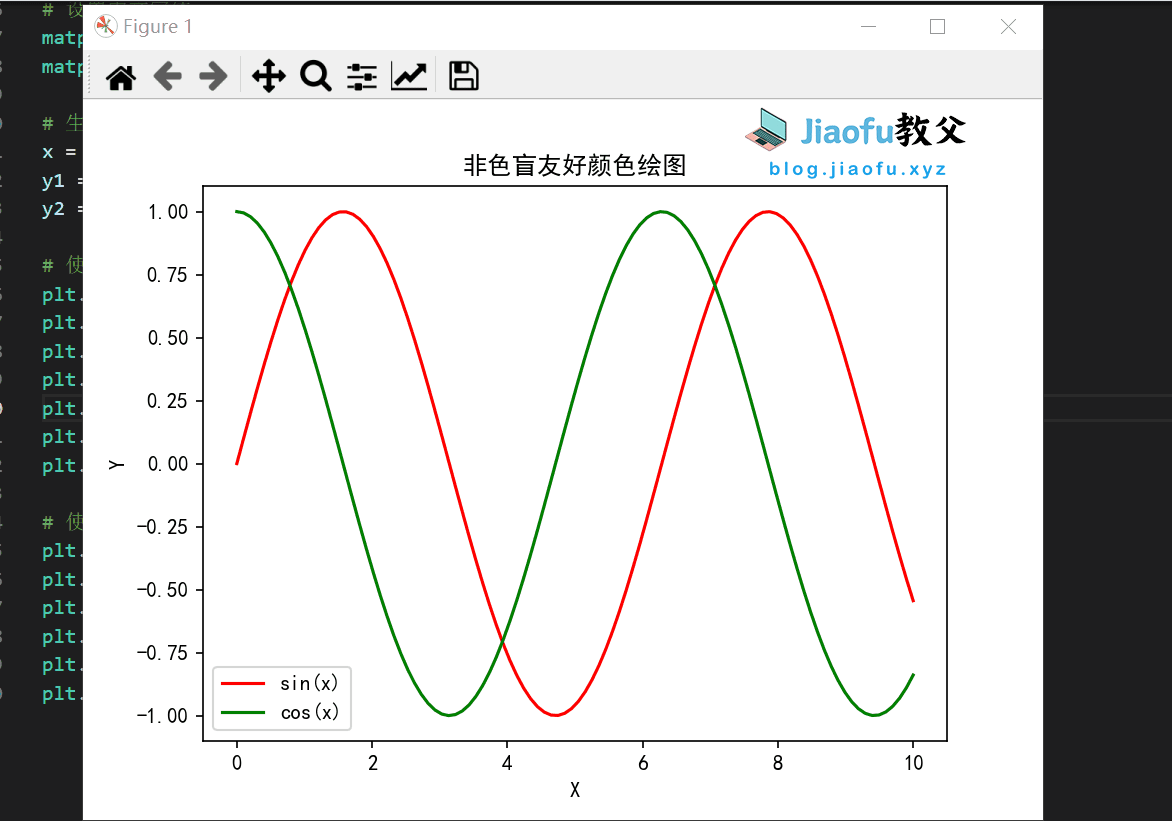 Figure 1
matp
matp
# 生
x =
y1 =
y2 =
# 使
plt.
plt.
plt.
plt.
plt.
plt.
plt.
# 使
plt.
plt.
plt.
plt.
plt.
plt.
Jiaofu教父
blog.jiaofu.xyz
非色盲友好颜色绘图
1.00
0.75
0.50
0.25
0.00
-0.25
-0.50
-0.75
-1.00
Y
sin(x)
cos(x)
0 2 4 6 8 10
X